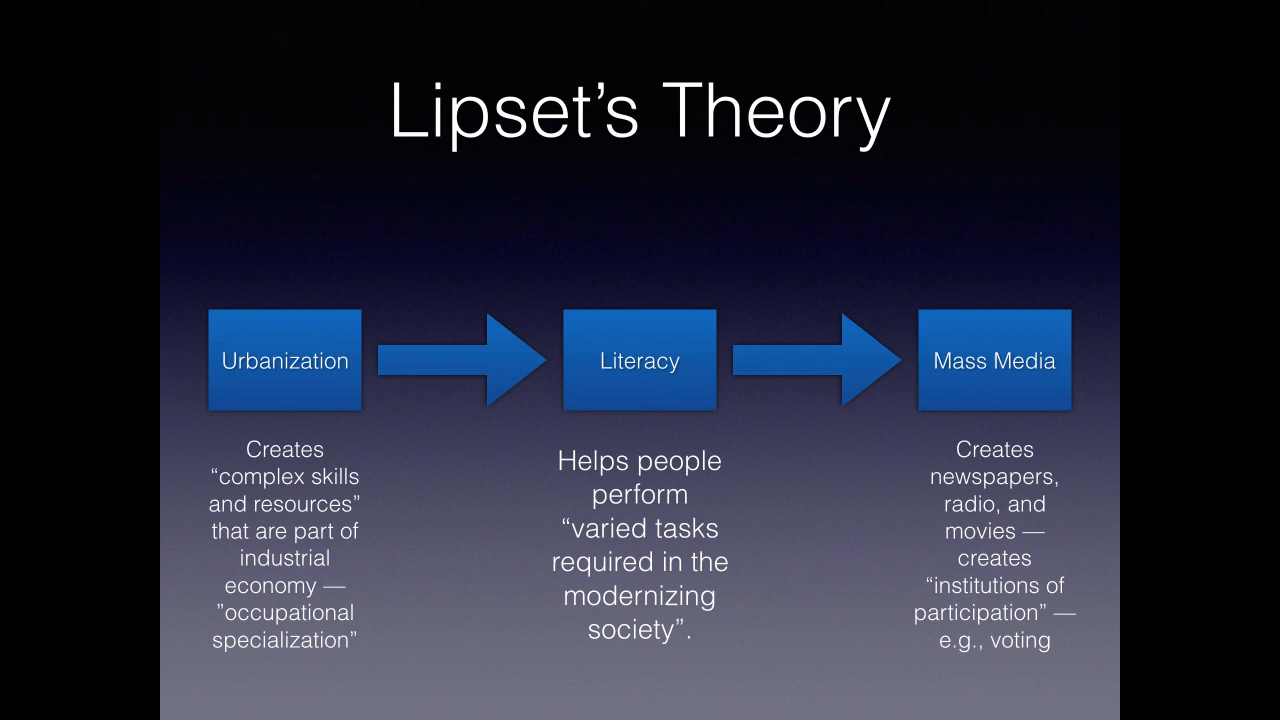 Lipset’s Theory
Urbanization
Literacy
Mass Media
Creates
“complex skills
and resources”
that are part of
industrial
economy —
”occupational
specialization”
Helps people
perform
“varied tasks
required in the
modernizing
society”.
Creates
newspapers,
radio, and
movies —
creates
“institutions of
participation” —
e.g., voting